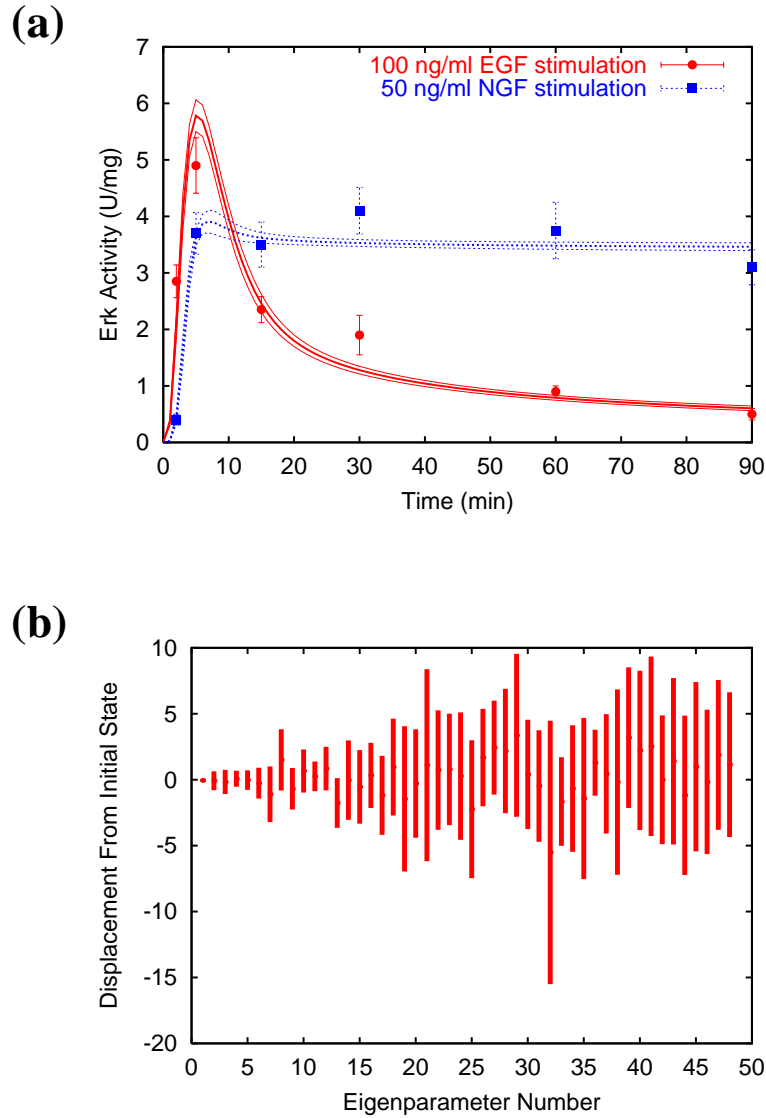 (a)
7
6
5
4
3
2
1
0
Erk Activity (U/mg)
100 ng/ml EGF stimulation
50 ng/ml NGF stimulation
0 10 20 30 40 50 60 70 80 90
Time (min)
(b)
10
5
0
-5
-10
-15
-20
Displacement From Initial State
0 5 10 15 20 25 30 35 40 45 50
Eigenparameter Number